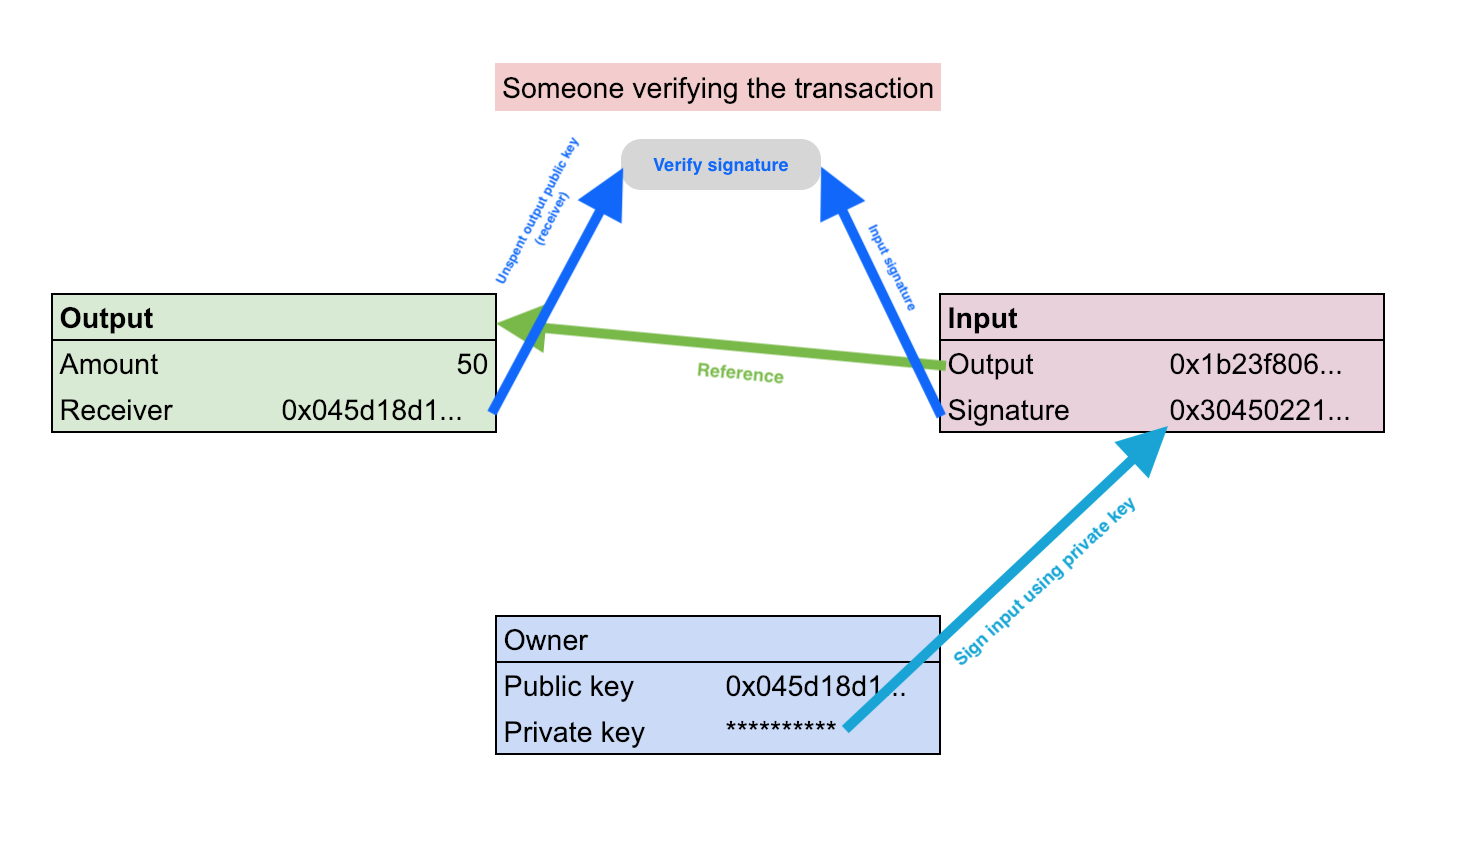 Someone verifying the transaction
Verify signature
Unspent output public key
(receiver)
Input signature
Output
Amount 50
Receiver 0x045d18d1...
Reference
Input
Output 0x1b23f806...
Signature 0x30450221...
Sign input using private key
Owner
Public key 0x045d18d1...
Private key **********